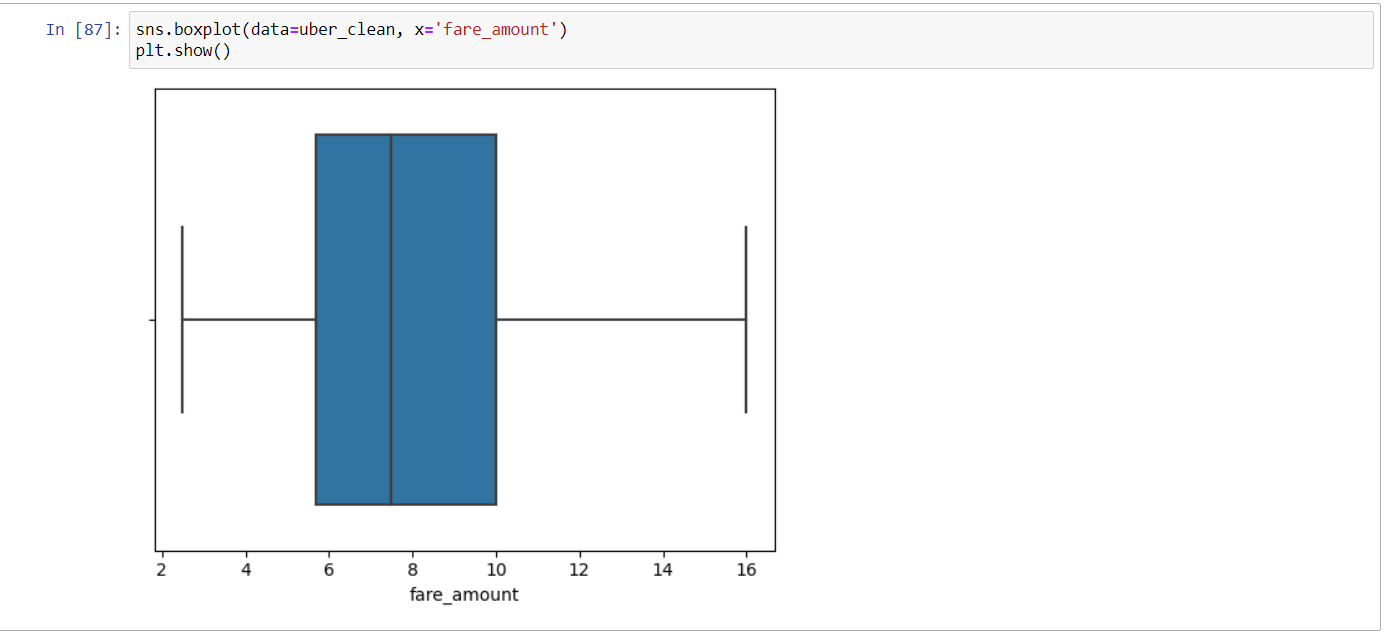 In [87]: sns.boxplot(data=uber_clean, x='fare_amount')
plt.show()
2 4 6 8 10 12 14 16
fare_amount